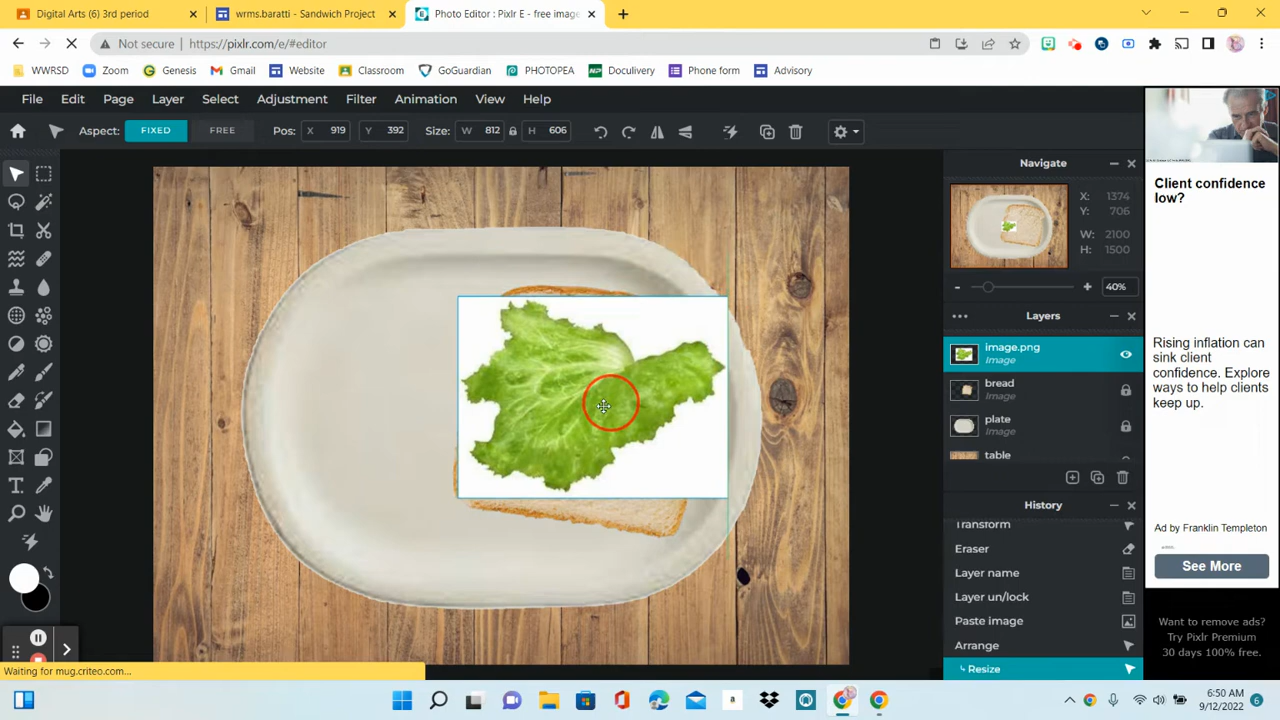 Digital Arts (6) 3rd period
wrms.baratti - Sandwich Project
Photo Editor : Pixlr E - free imag
Not secure
https://pixlr.com/e/#editor
WWRSD Zoom Genesis Gmail Website Classroom GoGuardian PHOTOPEA Doculivery Phone form Advisory
File Edit Page Layer Select Adjustment Filter Animation View Help
Aspect: FIXED FREE Pos: X 919 Y 392 Size: W 812 H 606
Navigate
X: 1374
Y: 706
W: 2100
H: 1500
- + 40%
Layers
image.png
Image
bread
Image
plate
Image
table
History
Transform
Eraser
Layer name
Layer un/lock
Paste image
Arrange
Resize
Client confidence
low?
Rising inflation can
sink client
confidence. Explore
ways to help clients
keep up.
Ad by Franklin Templeton
See More
Want to remove ads?
Try Pixlr Premium
30 days 100% free.
Waiting for mug.criteo.com...
6:50 AM
9/12/2022
6